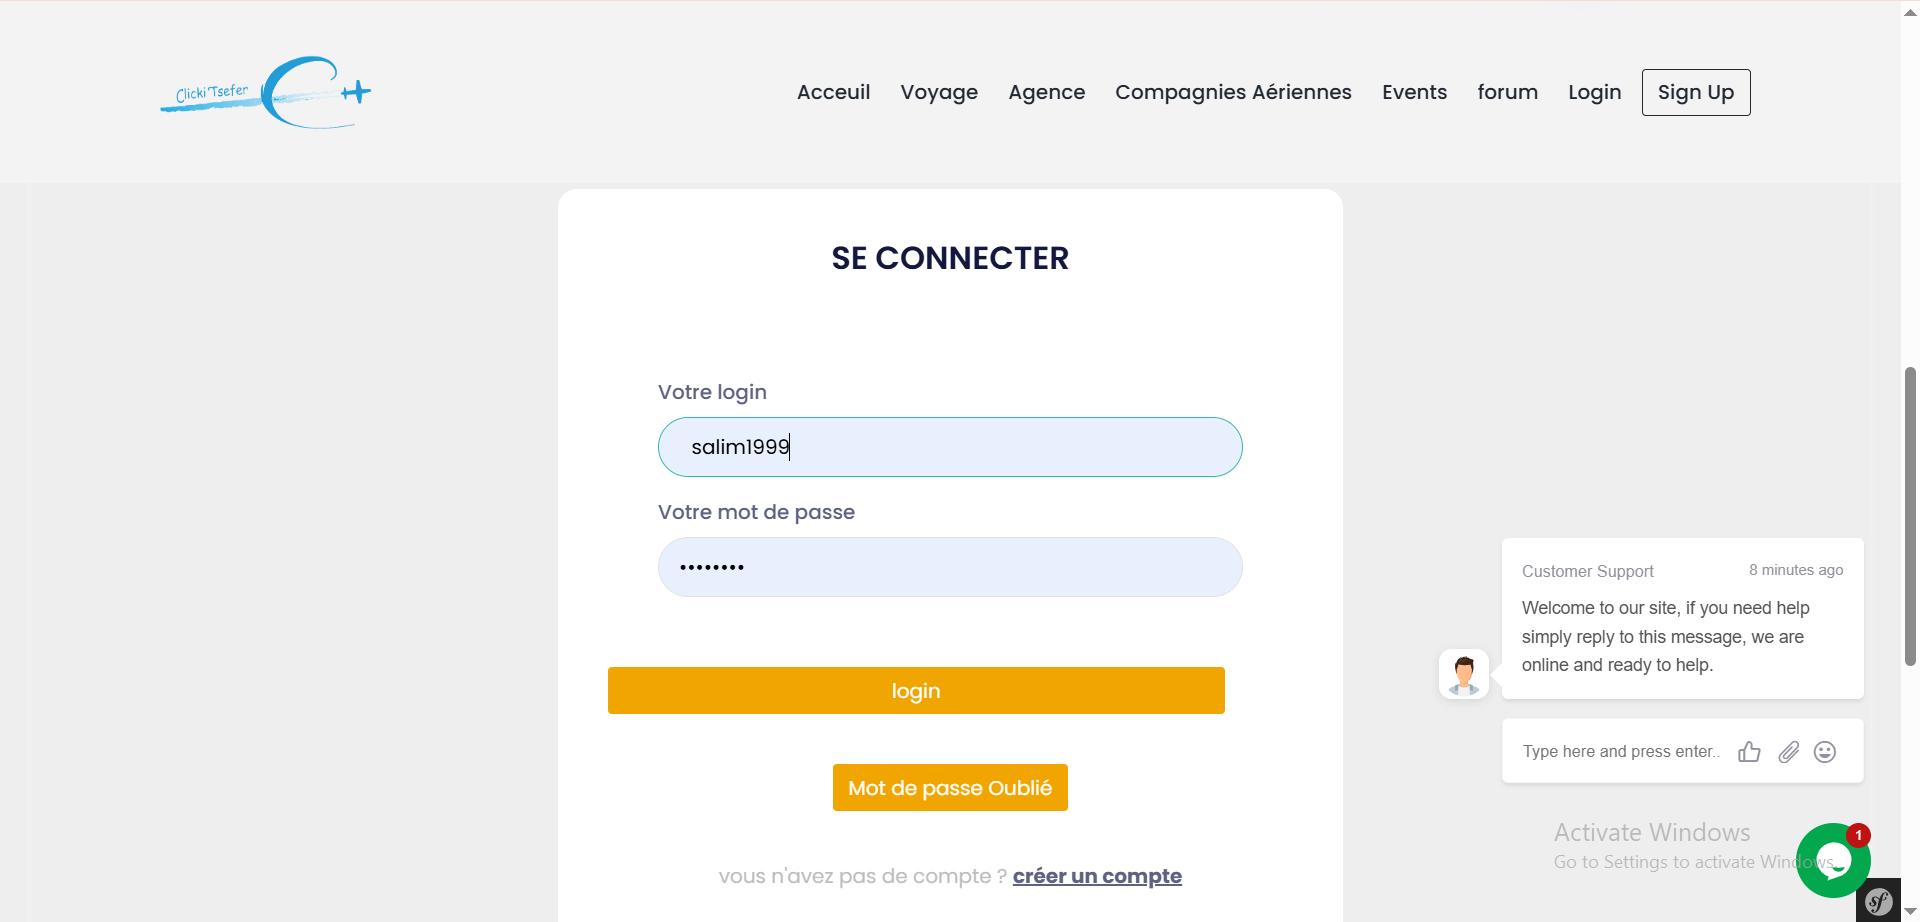 Clicki Tsefer
Acceuil Voyage Agence Compagnies Aériennes Events forum Login Sign Up
SE CONNECTER
Votre login
salim1999
Votre mot de passe
••••••••
login
Mot de passe Oublié
vous n'avez pas de compte ? créer un compte
Customer Support 8 minutes ago
Welcome to our site, if you need help
simply reply to this message, we are
online and ready to help.
Type here and press enter..
Activate Windows
Go to Settings to activate Windows.
1
sf